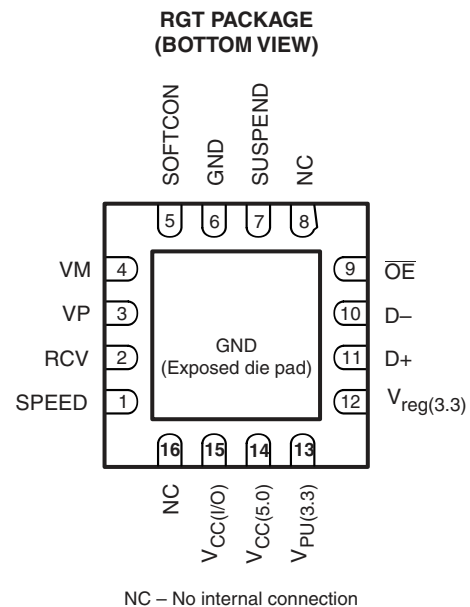 RGT PACKAGE
(BOTTOM VIEW)
SOFTCON
GND
SUSPEND
NC
5
6
7
8
VM
4
9
O̅E̅
VP
3
10
D–
RCV
2
11
D+
SPEED
1
12
Vreg(3.3)
GND
(Exposed die pad)
16
15
14
13
NC
VCC(I/O)
VCC(5.0)
VPU(3.3)
NC – No internal connection